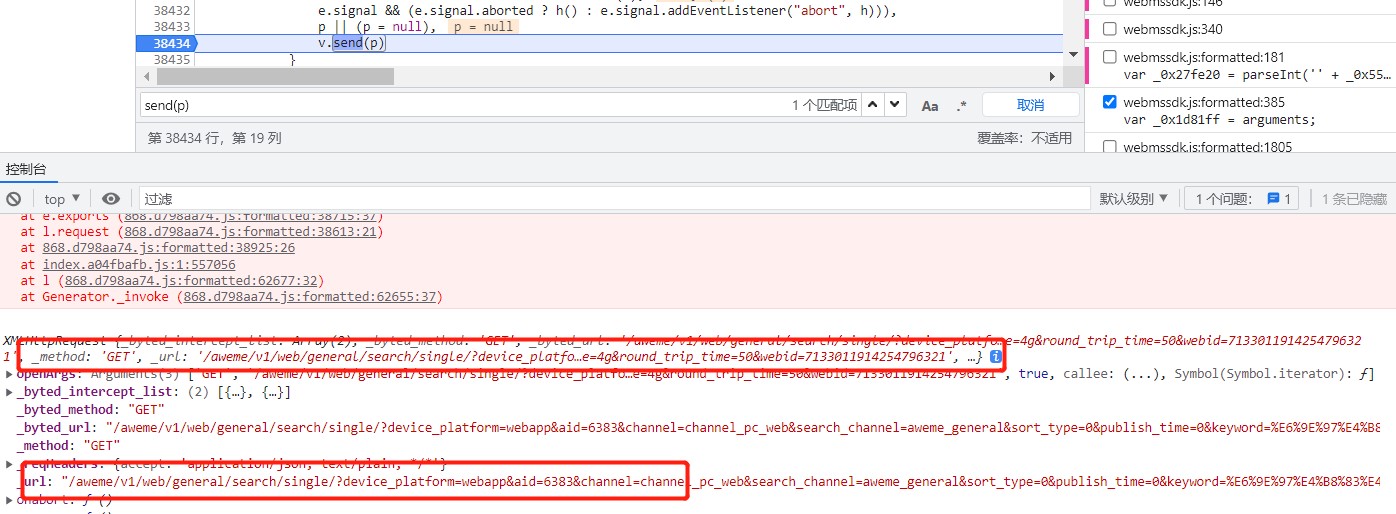 38432 e.signal && (e.signal.aborted ? h() : e.signal.addEventListener("abort", h))),
38433 p || (p = null), p = null
38434 v.send(p)
38435 }
send(p) 1 个匹配项 Aa .* 取消
第 38434 行，第 19 列 覆盖率：不适用
webmssdk.js:146
webmssdk.js:340
webmssdk.js:formatted:181
var _0x27fe20 = parseInt('' + _0x55…
webmssdk.js:formatted:385
var _0x1d81ff = arguments;
webmssdk.js:formatted:1805
控制台
top ▼ 过滤 默认级别 ▼ 1 个问题： 1 1 条已隐藏
at e.exports (868.d798aa74.js:formatted:38715:37)
at l.request (868.d798aa74.js:formatted:38613:21)
at 868.d798aa74.js:formatted:38925:26
at index.a04fbafb.js:1:557056
at l (868.d798aa74.js:formatted:62677:32)
at Generator._invoke (868.d798aa74.js:formatted:62655:37)
XMLHttpRequest {_byted_intercept_list: Array(2), _byted_method: 'GET', _byted_url: '/aweme/v1/web/general/search/single/?device_platfo…e=4g&round_trip_time=50&webid=713301191425479632
1', _method: 'GET', _url: '/aweme/v1/web/general/search/single/?device_platfo…e=4g&round_trip_time=50&webid=7133011914254796321', …}
openArgs: Arguments(3) ['GET', '/aweme/v1/web/general/search/single/?device_platfo…e=4g&round_trip_time=50&webid=7133011914254796321', true, callee: (...), Symbol(Symbol.iterator): ƒ]
_byted_intercept_list: (2) [{…}, {…}]
_byted_method: "GET"
_byted_url: "/aweme/v1/web/general/search/single/?device_platform=webapp&aid=6383&channel=channel_pc_web&search_channel=aweme_general&sort_type=0&publish_time=0&keyword=%E6%9E%97%E4%B8
_method: "GET"
_reqHeaders: {accept: 'application/json, text/plain, */*'}
_url: "/aweme/v1/web/general/search/single/?device_platform=webapp&aid=6383&channel=channel_pc_web&search_channel=aweme_general&sort_type=0&publish_time=0&keyword=%E6%9E%97%E4%B8%83%E4
onabort: ƒ ()